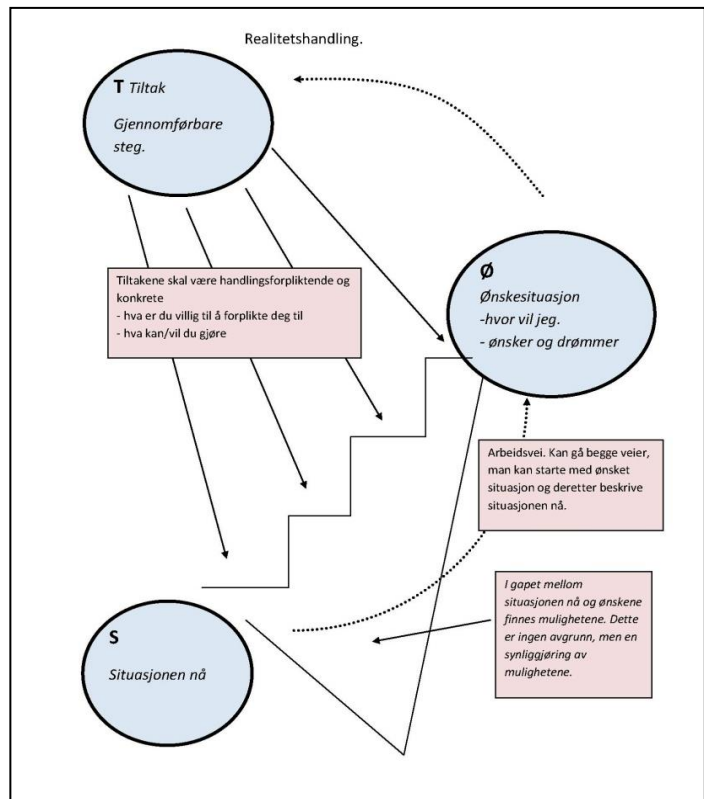 Realitetshandling.
T Tiltak
Gjennomførbare
steg.
Tiltakene skal være handlingsforpliktende og
konkrete
- hva er du villig til å forplikte deg til
- hva kan/vil du gjøre
Ø
Ønskesituasjon
-hvor vil jeg.
- ønsker og drømmer
Arbeidsvei. Kan gå begge veier,
man kan starte med ønsket
situasjon og deretter beskrive
situasjonen nå.
I gapet mellom
situasjonen nå og ønskene
finnes mulighetene. Dette
er ingen avgrunn, men en
synliggjøring av
mulighetene.
S
Situasjonen nå